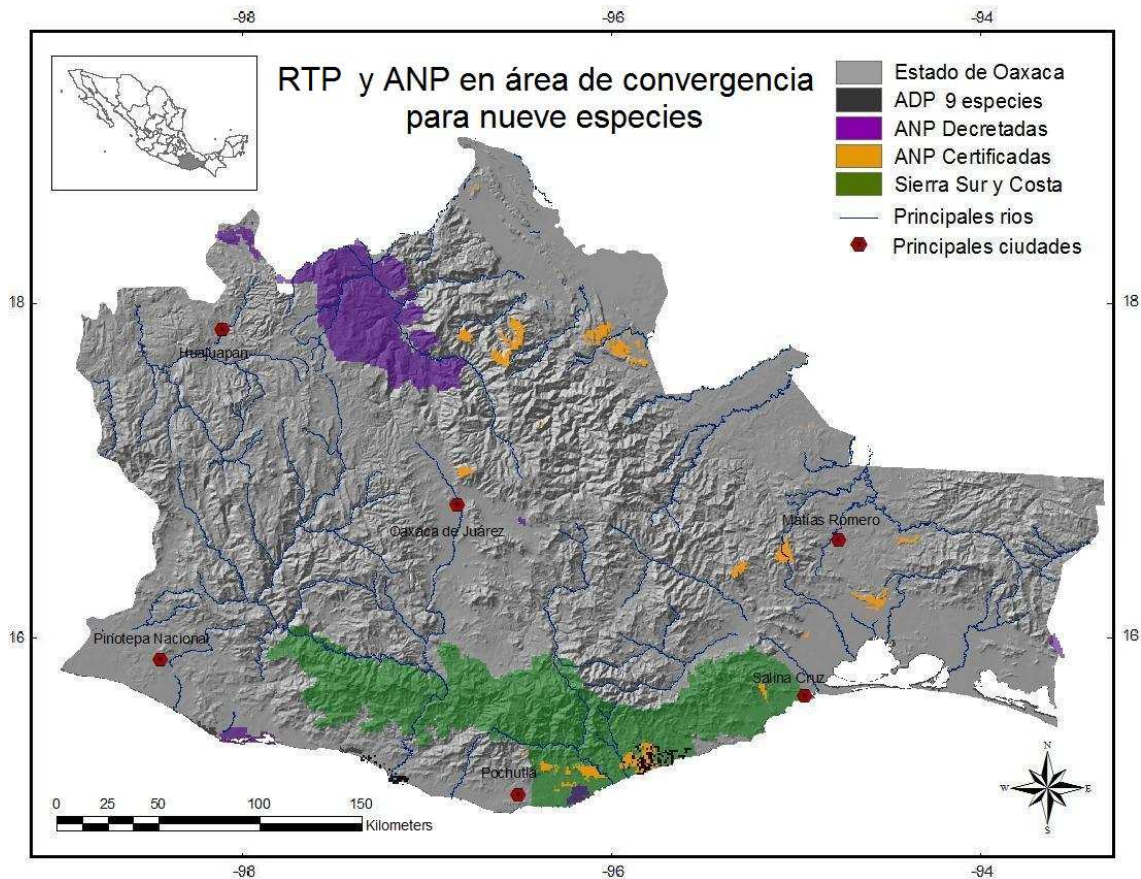 -98
-96
-94
RTP y ANP en área de convergencia
para nueve especies
Estado de Oaxaca
ADP 9 especies
ANP Decretadas
ANP Certificadas
Sierra Sur y Costa
Principales rios
Principales ciudades
18
18
Huajuapan
Oaxaca de Juárez
Matías Romero
16
16
Piriotepa Nacional
Salina Cruz
Pochutla
0
25
50
100
150
Kilometers
N
W
E
S
-98
-96
-94